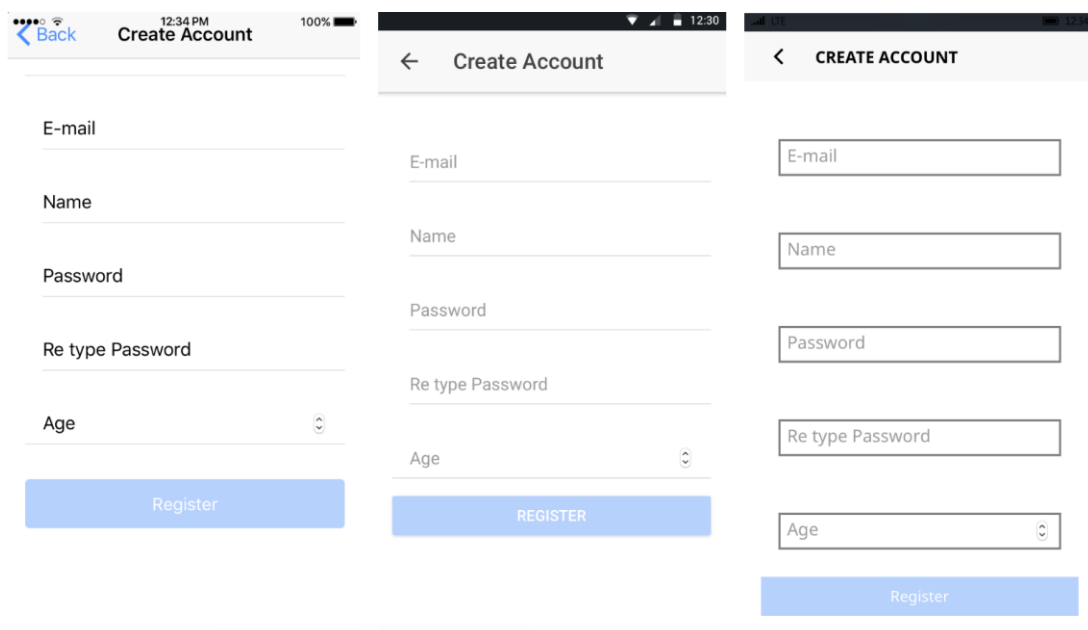 12:34 PM
100%
Back
Create Account
E-mail
Name
Password
Re type Password
Age
Register
12:30
Create Account
E-mail
Name
Password
Re type Password
Age
REGISTER
LTE
12:34
CREATE ACCOUNT
E-mail
Name
Password
Re type Password
Age
Register